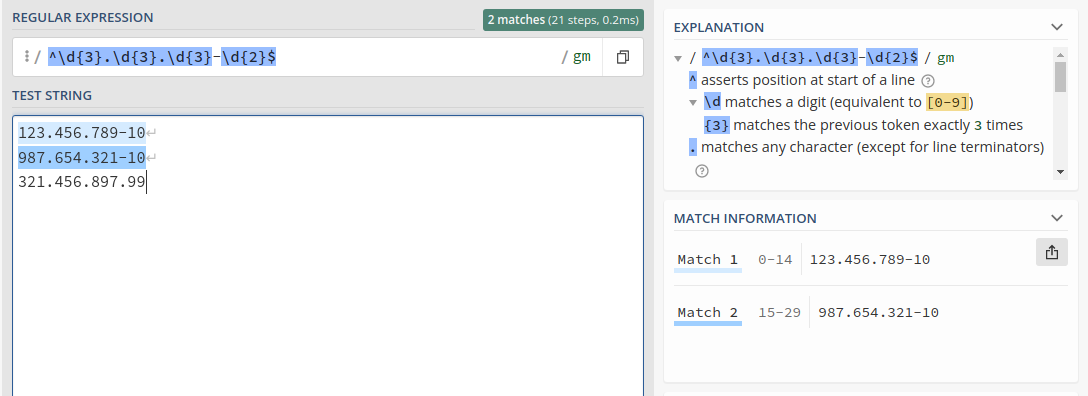 REGULAR EXPRESSION
2 matches (21 steps, 0.2ms)
/ ^\d{3}.\d{3}.\d{3}-\d{2}$ / gm
TEST STRING
123.456.789-10↵
987.654.321-10↵
321.456.897.99
EXPLANATION
/ ^\d{3}.\d{3}.\d{3}-\d{2}$ / gm
^ asserts position at start of a line ?
\d matches a digit (equivalent to [0-9])
{3} matches the previous token exactly 3 times
. matches any character (except for line terminators)
?
MATCH INFORMATION
Match 1 0-14 123.456.789-10
Match 2 15-29 987.654.321-10